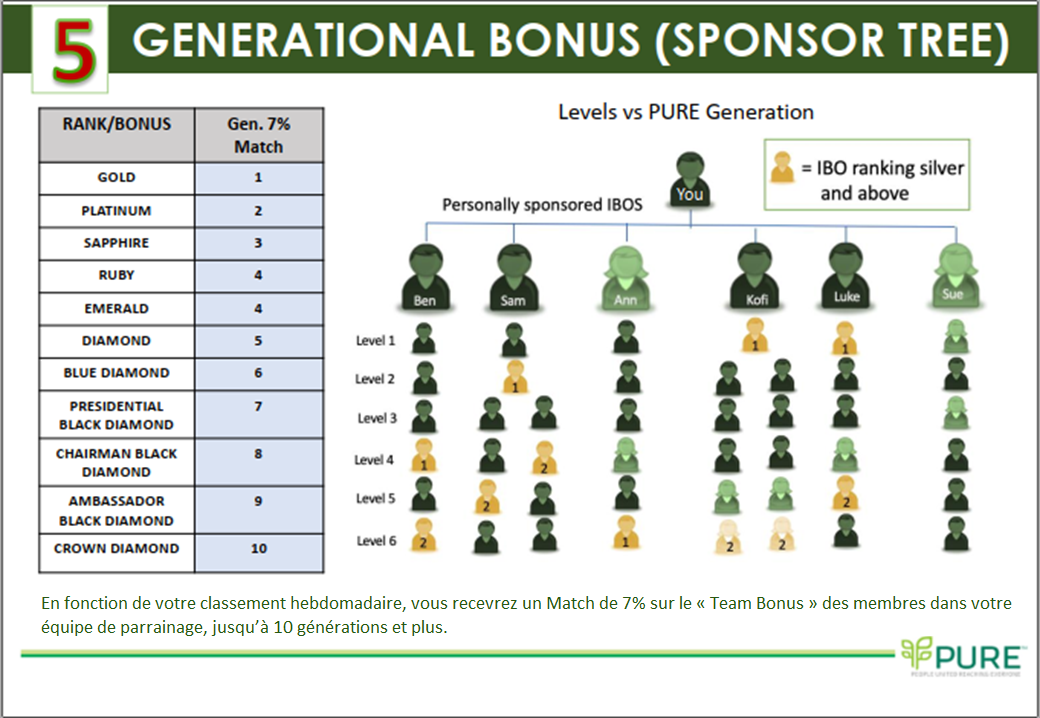 5
GENERATIONAL BONUS (SPONSOR TREE)
RANK/BONUS
Gen. 7%
Match
GOLD 1
PLATINUM 2
SAPPHIRE 3
RUBY 4
EMERALD 4
DIAMOND 5
BLUE DIAMOND 6
PRESIDENTIAL
BLACK DIAMOND
7
CHAIRMAN BLACK
DIAMOND
8
AMBASSADOR
BLACK DIAMOND
9
CROWN DIAMOND 10
Levels vs PURE Generation
= IBO ranking silver
and above
You
Personally sponsored IBOS
Ben Sam Ann Kofi Luke Sue
Level 1 1 1
Level 2 1
Level 3
Level 4 1 2
Level 5 2 2
Level 6 2 1 2 2
En fonction de votre classement hebdomadaire, vous recevrez un Match de 7% sur le « Team Bonus » des membres dans votre
équipe de parrainage, jusqu’à 10 générations et plus.
PURE
PEOPLE UNITED REACHING EVERYONE